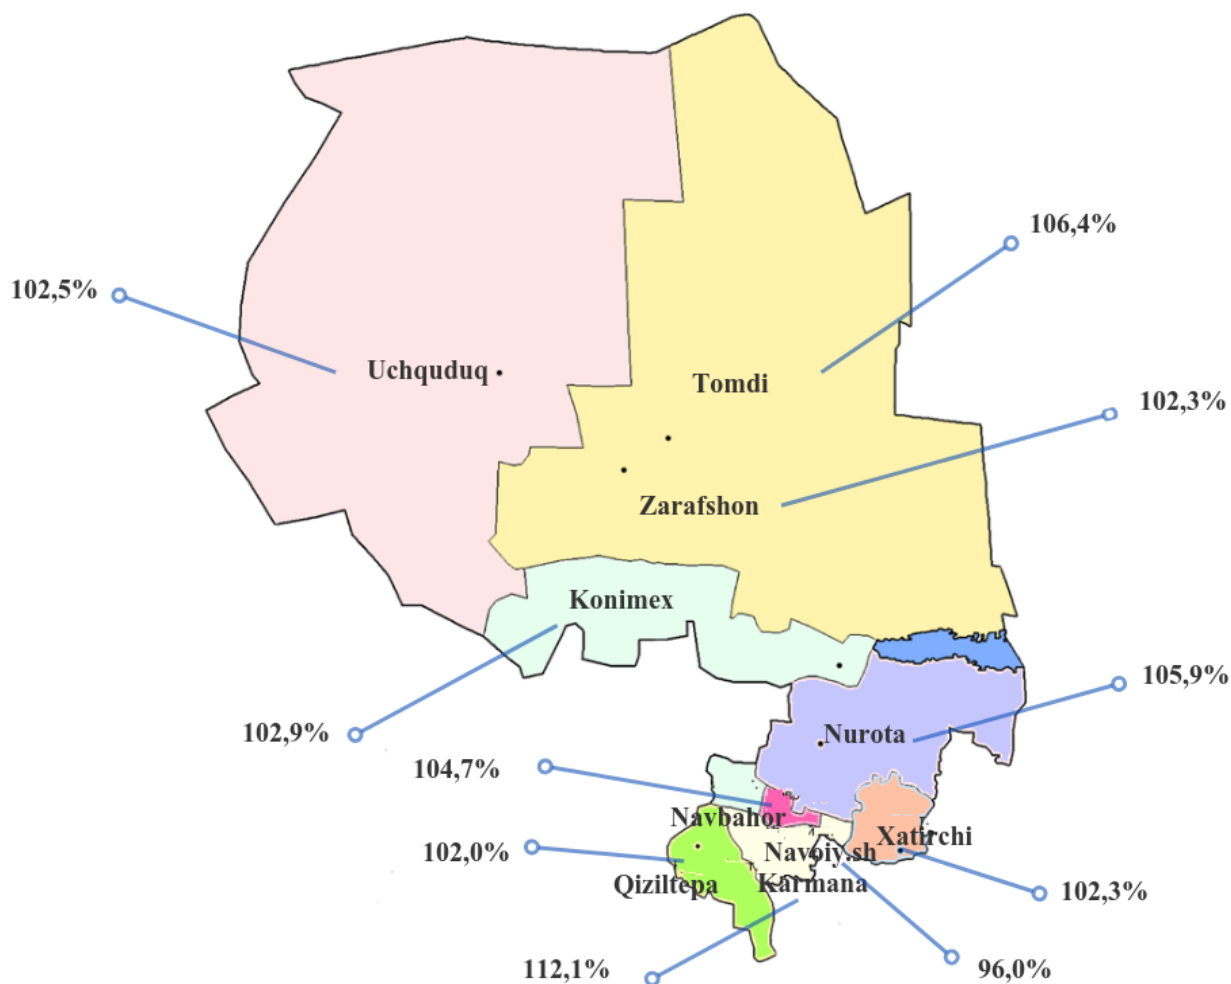 106,4%
102,5%
Uchquduq
Tomdi
102,3%
Zarafshon
Konimex
105,9%
102,9%
Nurota
104,7%
Navbahor
Xatirchi
102,0%
Navoiy.sh
Qiziltepa
Karmana
102,3%
112,1%
96,0%